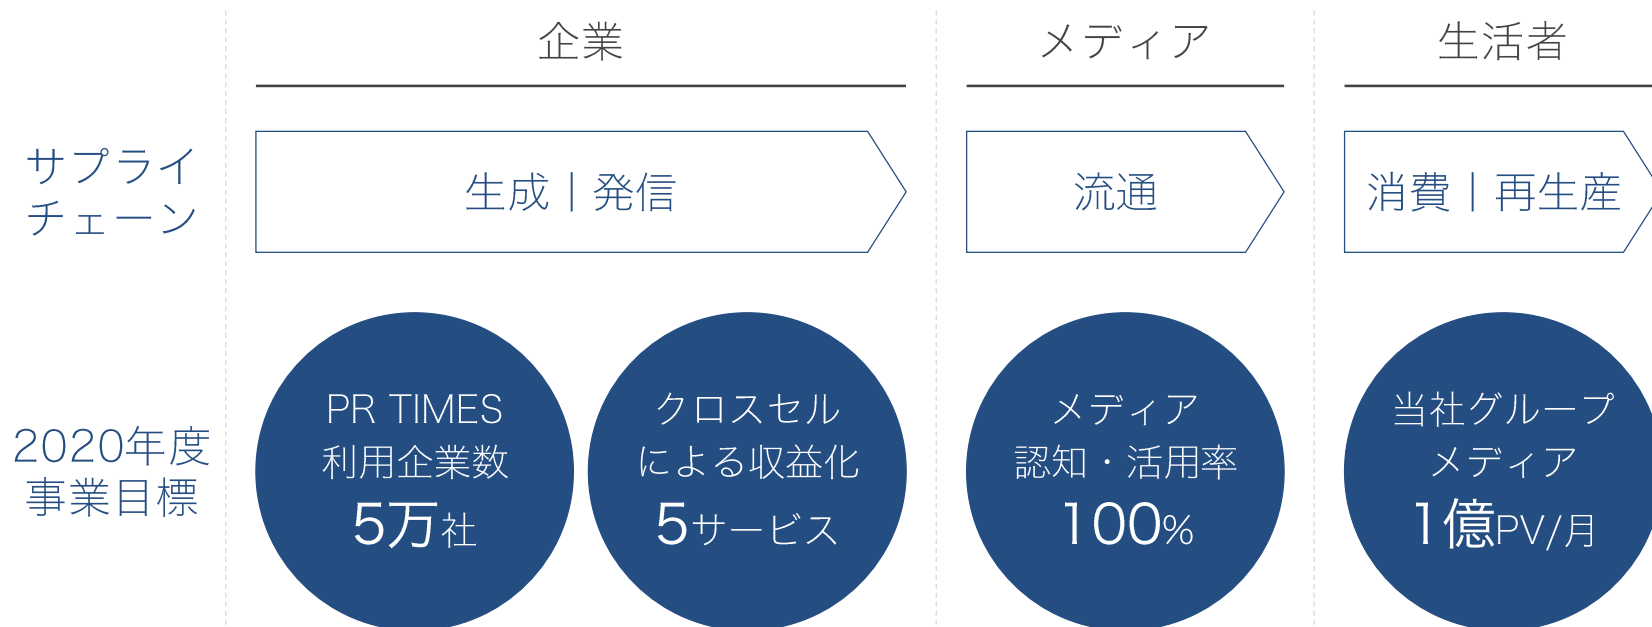 企業
メディア
生活者
サプライ
チェーン
生成｜発信
流通
消費｜再生産
2020年度
事業目標
PR TIMES
利用企業数
5万社
クロスセル
による収益化
5サービス
メディア
認知・活用率
100%
当社グループ
メディア
1億PV/月